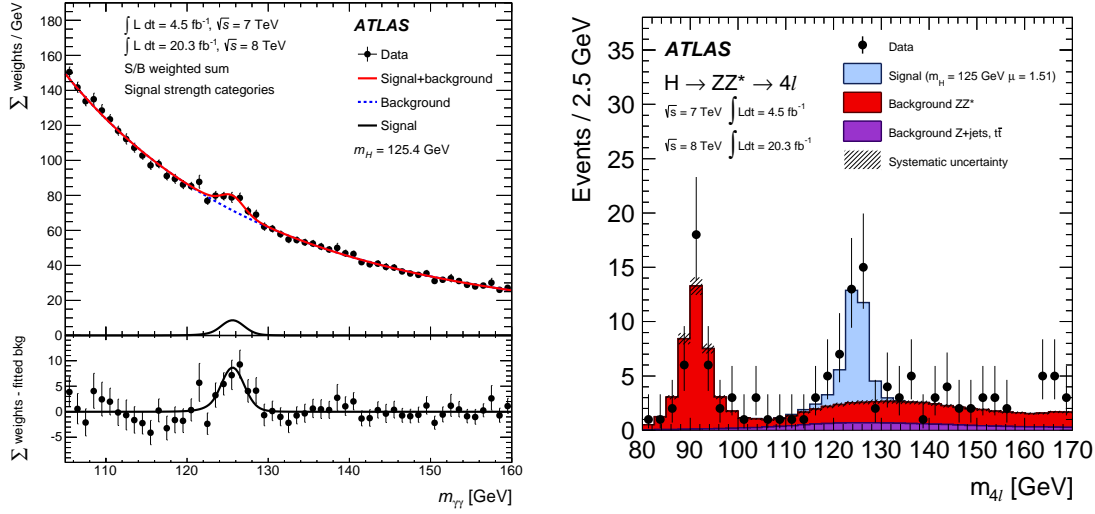 ∑ weights / GeV
180
160
140
120
100
80
60
40
20
0
∫ L dt = 4.5 fb⁻¹, √s = 7 TeV
∫ L dt = 20.3 fb⁻¹, √s = 8 TeV
S/B weighted sum
Signal strength categories
ATLAS
Data
Signal+background
Background
Signal
m_H = 125.4 GeV
∑ weights - fitted bkg
10
5
0
-5
110 120 130 140 150 160
m_γγ [GeV]
Events / 2.5 GeV
35
30
25
20
15
10
5
0
ATLAS
H → ZZ* → 4l
√s = 7 TeV ∫ Ldt = 4.5 fb⁻¹
√s = 8 TeV ∫ Ldt = 20.3 fb⁻¹
Data
Signal (m_H = 125 GeV μ = 1.51)
Background ZZ*
Background Z+jets, tt̄
Systematic uncertainty
80 90 100 110 120 130 140 150 160 170
m_4l [GeV]